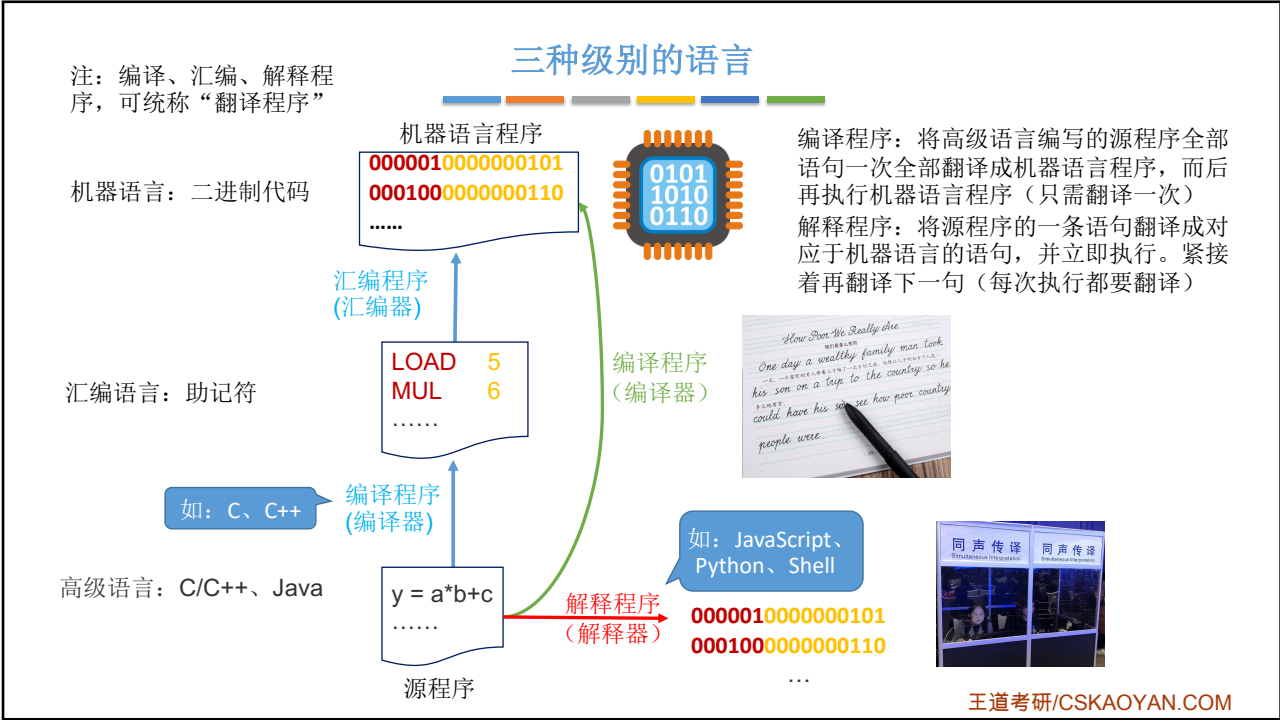 三种级别的语言
注：编译、汇编、解释程
序，可统称“翻译程序”
机器语言程序
0000010000000101
0001000000000110
……
机器语言：二进制代码
0101
1010
0110
编译程序：将高级语言编写的源程序全部
语句一次全部翻译成机器语言程序，而后
再执行机器语言程序（只需翻译一次）
解释程序：将源程序的一条语句翻译成对
应于机器语言的语句，并立即执行。紧接
着再翻译下一句（每次执行都要翻译）
汇编程序
(汇编器)
LOAD 5
MUL 6
……
汇编语言：助记符
编译程序
（编译器）
How Poor We Really Are
One day a wealthy family man took
his son on a trip to the country so he
could have his son see how poor country
people were.
如：C、C++
编译程序
(编译器)
如：JavaScript、
Python、Shell
同声传译
Simultaneous Interpretation
同声传译
Simultaneous Interpretation
高级语言：C/C++、Java
y = a*b+c
……
源程序
解释程序
（解释器）
0000010000000101
0001000000000110
…
王道考研/CSKAOYAN.COM